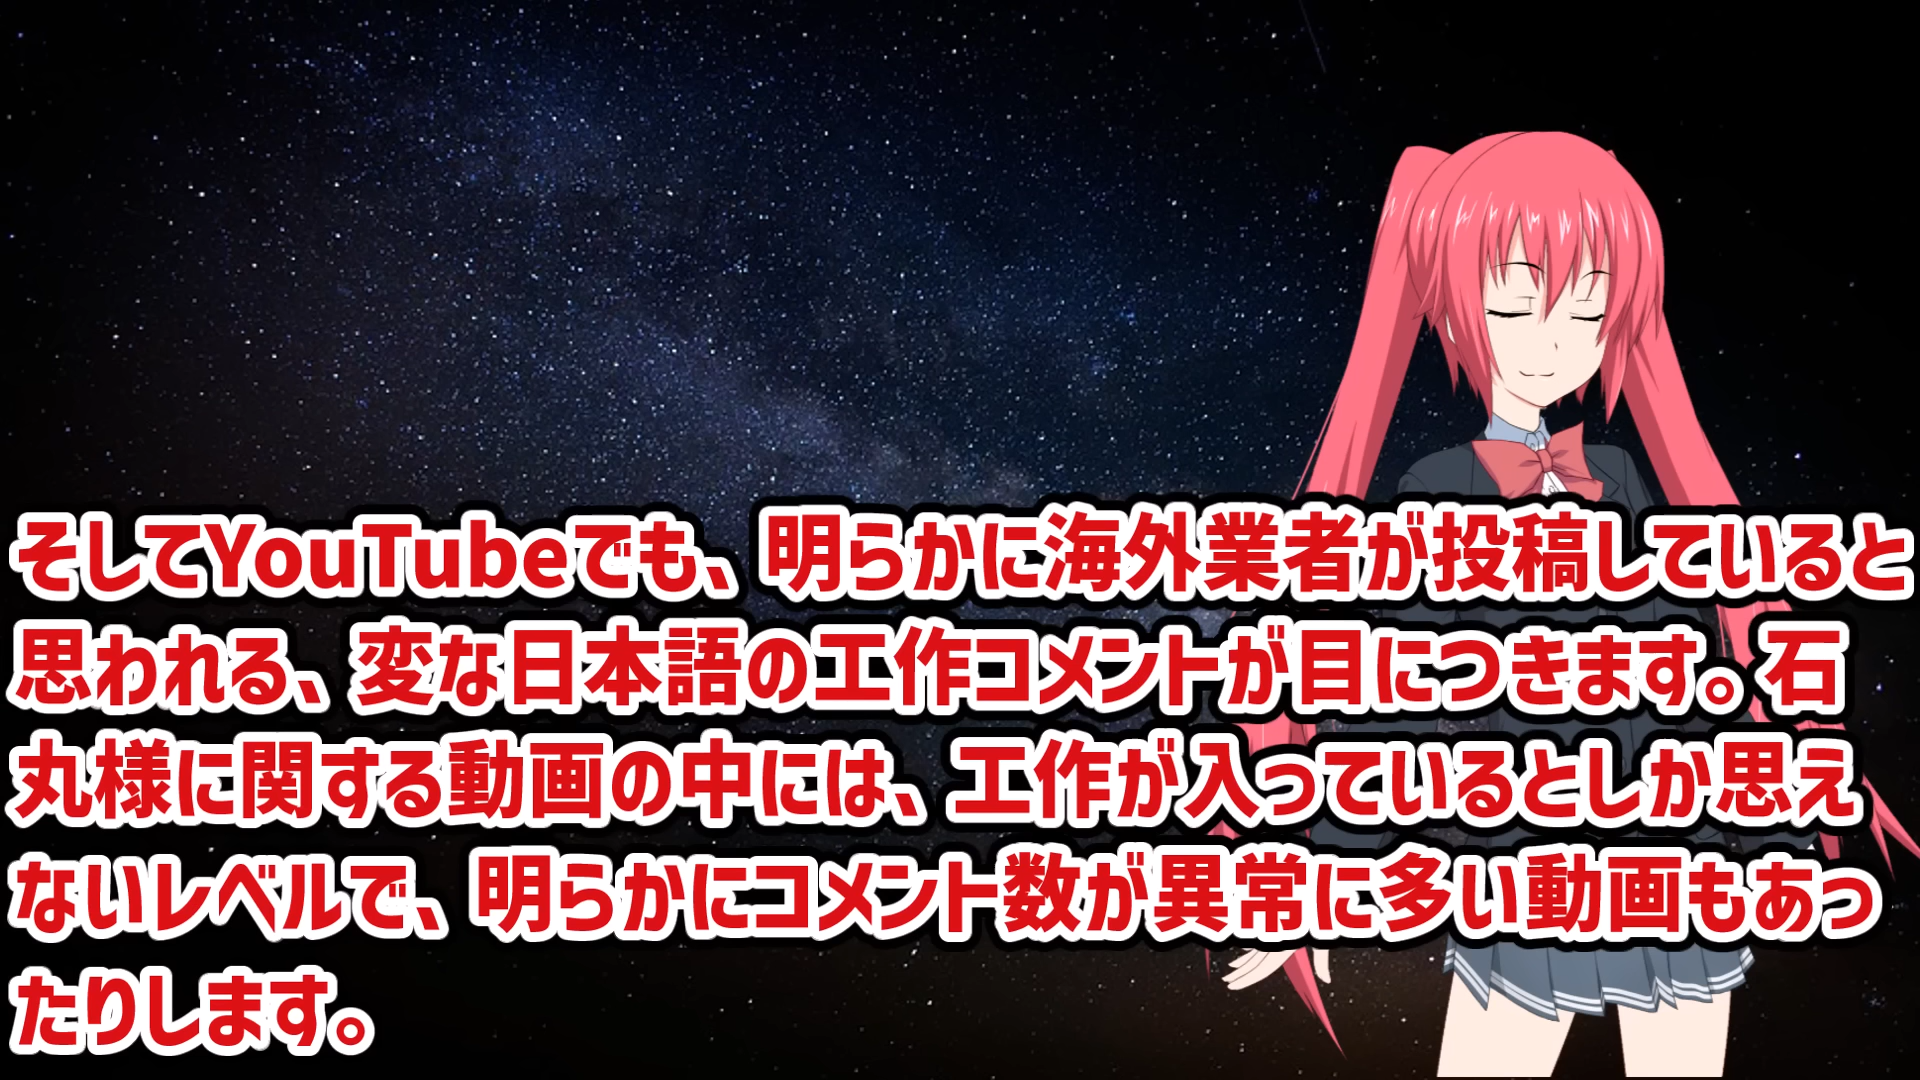 そしてYouTubeでも、明らかに海外業者が投稿していると
思われる、変な日本語の工作コメントが目につきます。石
丸様に関する動画の中には、工作が入っているとしか思え
ないレベルで、明らかにコメント数が異常に多い動画もあっ
たりします。